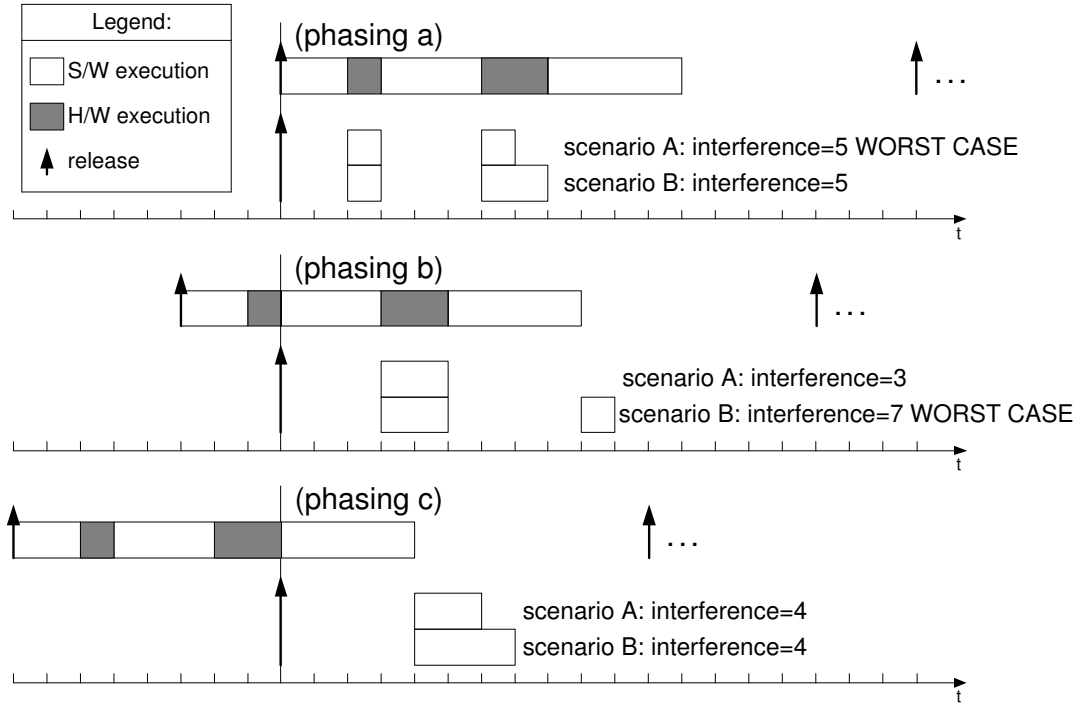 Legend:
S/W execution
H/W execution
release
(phasing a)
...
scenario A: interference=5 WORST CASE
scenario B: interference=5
t
(phasing b)
...
scenario A: interference=3
scenario B: interference=7 WORST CASE
t
(phasing c)
...
scenario A: interference=4
scenario B: interference=4
t